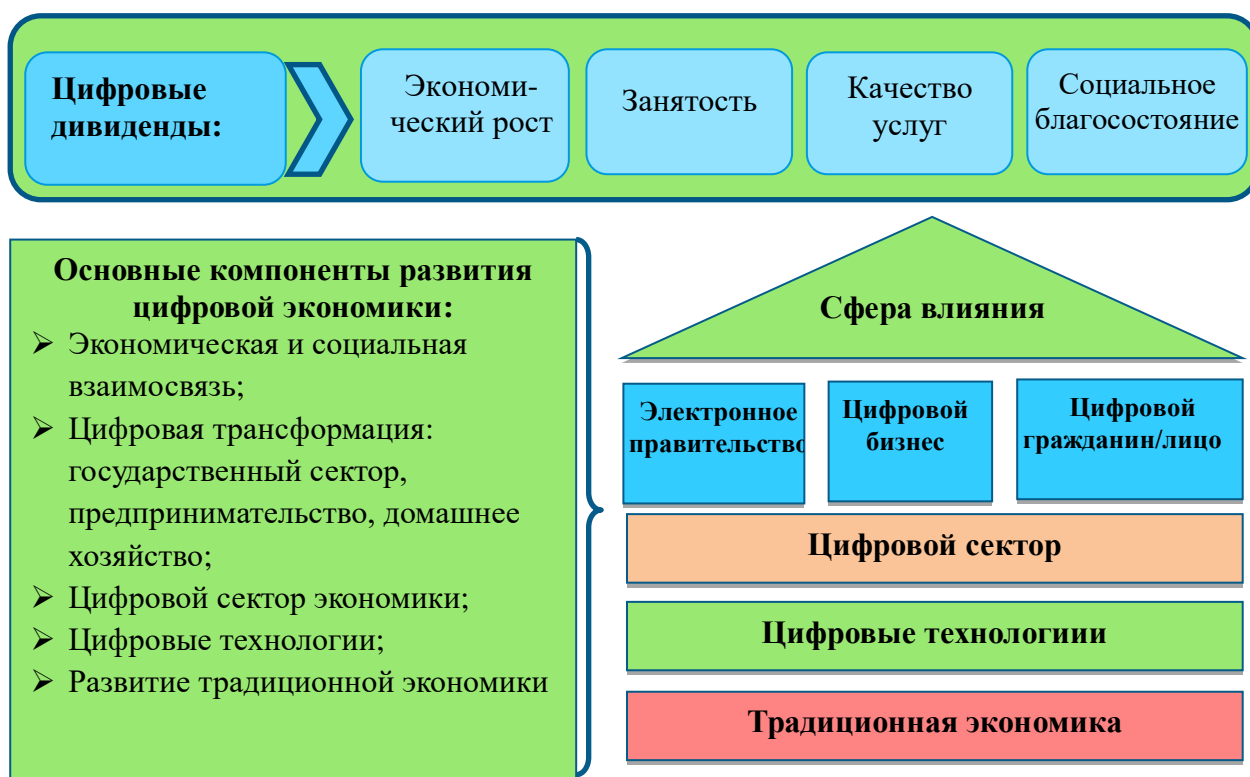 Цифровые
дивиденды:
Экономи-
ческий рост
Занятость
Качество
услуг
Социальное
благосостояние
Основные компоненты развития
цифровой экономики:
➢ Экономическая и социальная
взаимосвязь;
➢ Цифровая трансформация:
государственный сектор,
предпринимательство, домашнее
хозяйство;
➢ Цифровой сектор экономики;
➢ Цифровые технологии;
➢ Развитие традиционной экономики
Сфера влияния
Электронное
правительство
Цифровой
бизнес
Цифровой
гражданин/лицо
Цифровой сектор
Цифровые технологиии
Традиционная экономика